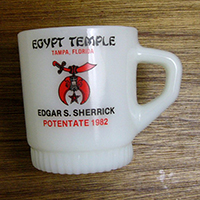 EGYPT TEMPLE
TAMPA, FLORIDA
EDGAR S. SHERRICK
POTENTATE 1982